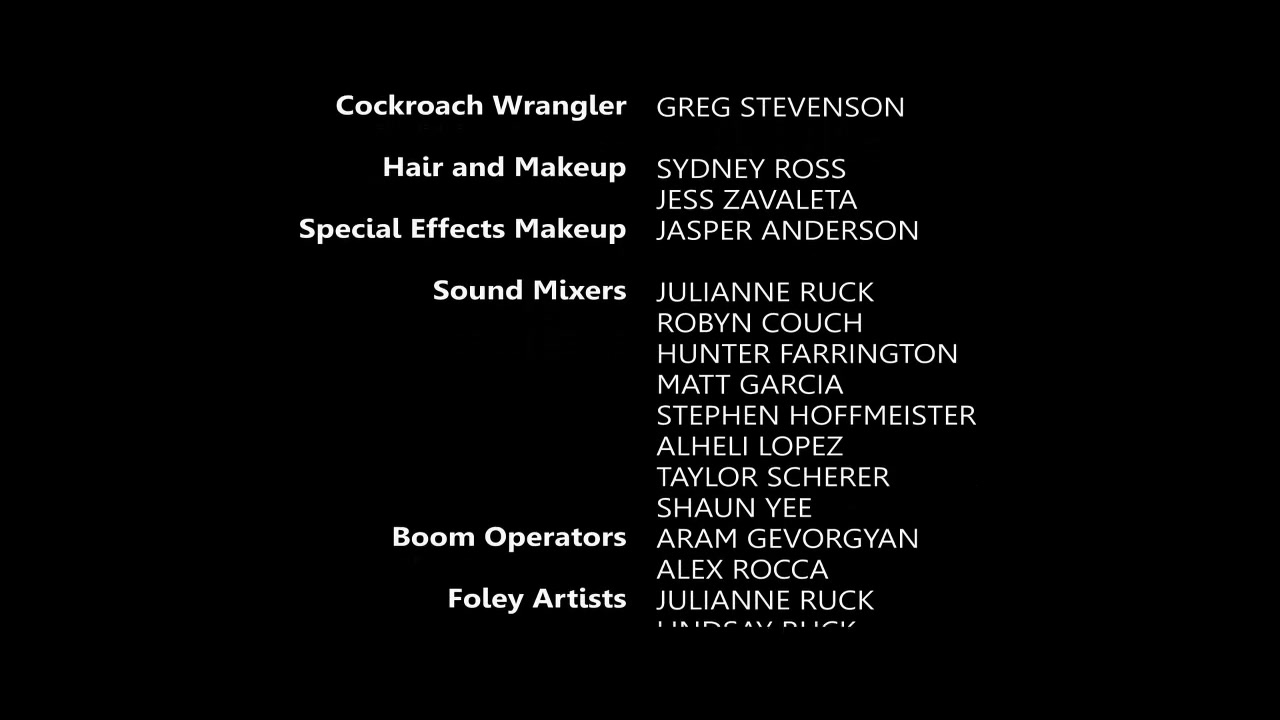 Cockroach Wrangler GREG STEVENSON
Hair and Makeup SYDNEY ROSS
JESS ZAVALETA
Special Effects Makeup JASPER ANDERSON
Sound Mixers JULIANNE RUCK
ROBYN COUCH
HUNTER FARRINGTON
MATT GARCIA
STEPHEN HOFFMEISTER
ALHELI LOPEZ
TAYLOR SCHERER
SHAUN YEE
Boom Operators ARAM GEVORGYAN
ALEX ROCCA
Foley Artists JULIANNE RUCK
LINDSAY RUCK